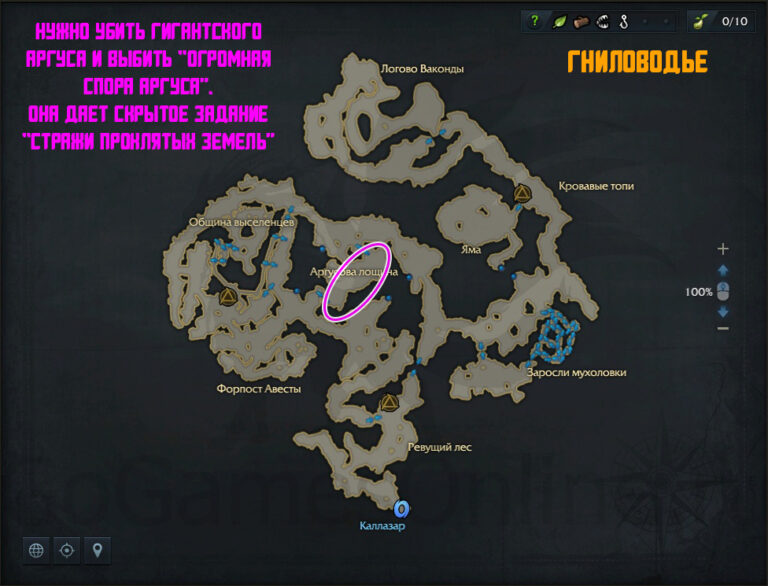 НУЖНО УБИТЬ ГИГАНТСКОГО
АРГУСА И ВЫБИТЬ "ОГРОМНАЯ
СПОРА АРГУСА".
ОНА ДАЕТ СКРЫТОЕ ЗАДАНИЕ
"СТРАЖИ ПРОКЛЯТЫХ ЗЕМЕЛЬ"
? 0/10
ГНИЛОВОДЬЕ
Логово Ваконды
Кровавые топи
Община выселенцев
Яма
Аргусова лощина
100%
Заросли мухоловки
Форпост Авесты
Ревущий лес
Каллазар